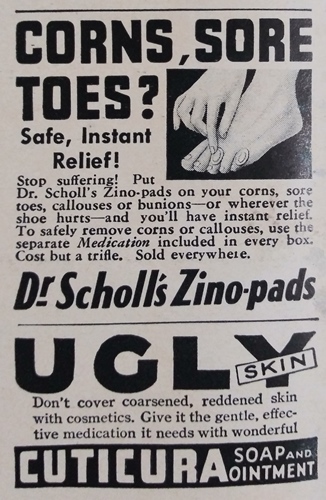 CORNS, SORE
TOES?
Safe, Instant
Relief!
Stop suffering! Put
Dr. Scholl's Zino-pads on your corns, sore
toes, callouses or bunions—or wherever the
shoe hurts—and you'll have instant relief.
To safely remove corns or callouses, use the
separate Medication included in every box.
Cost but a trifle. Sold everywhere.
Dr Scholl's Zino-pads
UGLY
SKIN
Don't cover coarsened, reddened skin
with cosmetics. Give it the gentle, effec-
tive medication it needs with wonderful
CUTICURA SOAP AND
OINTMENT